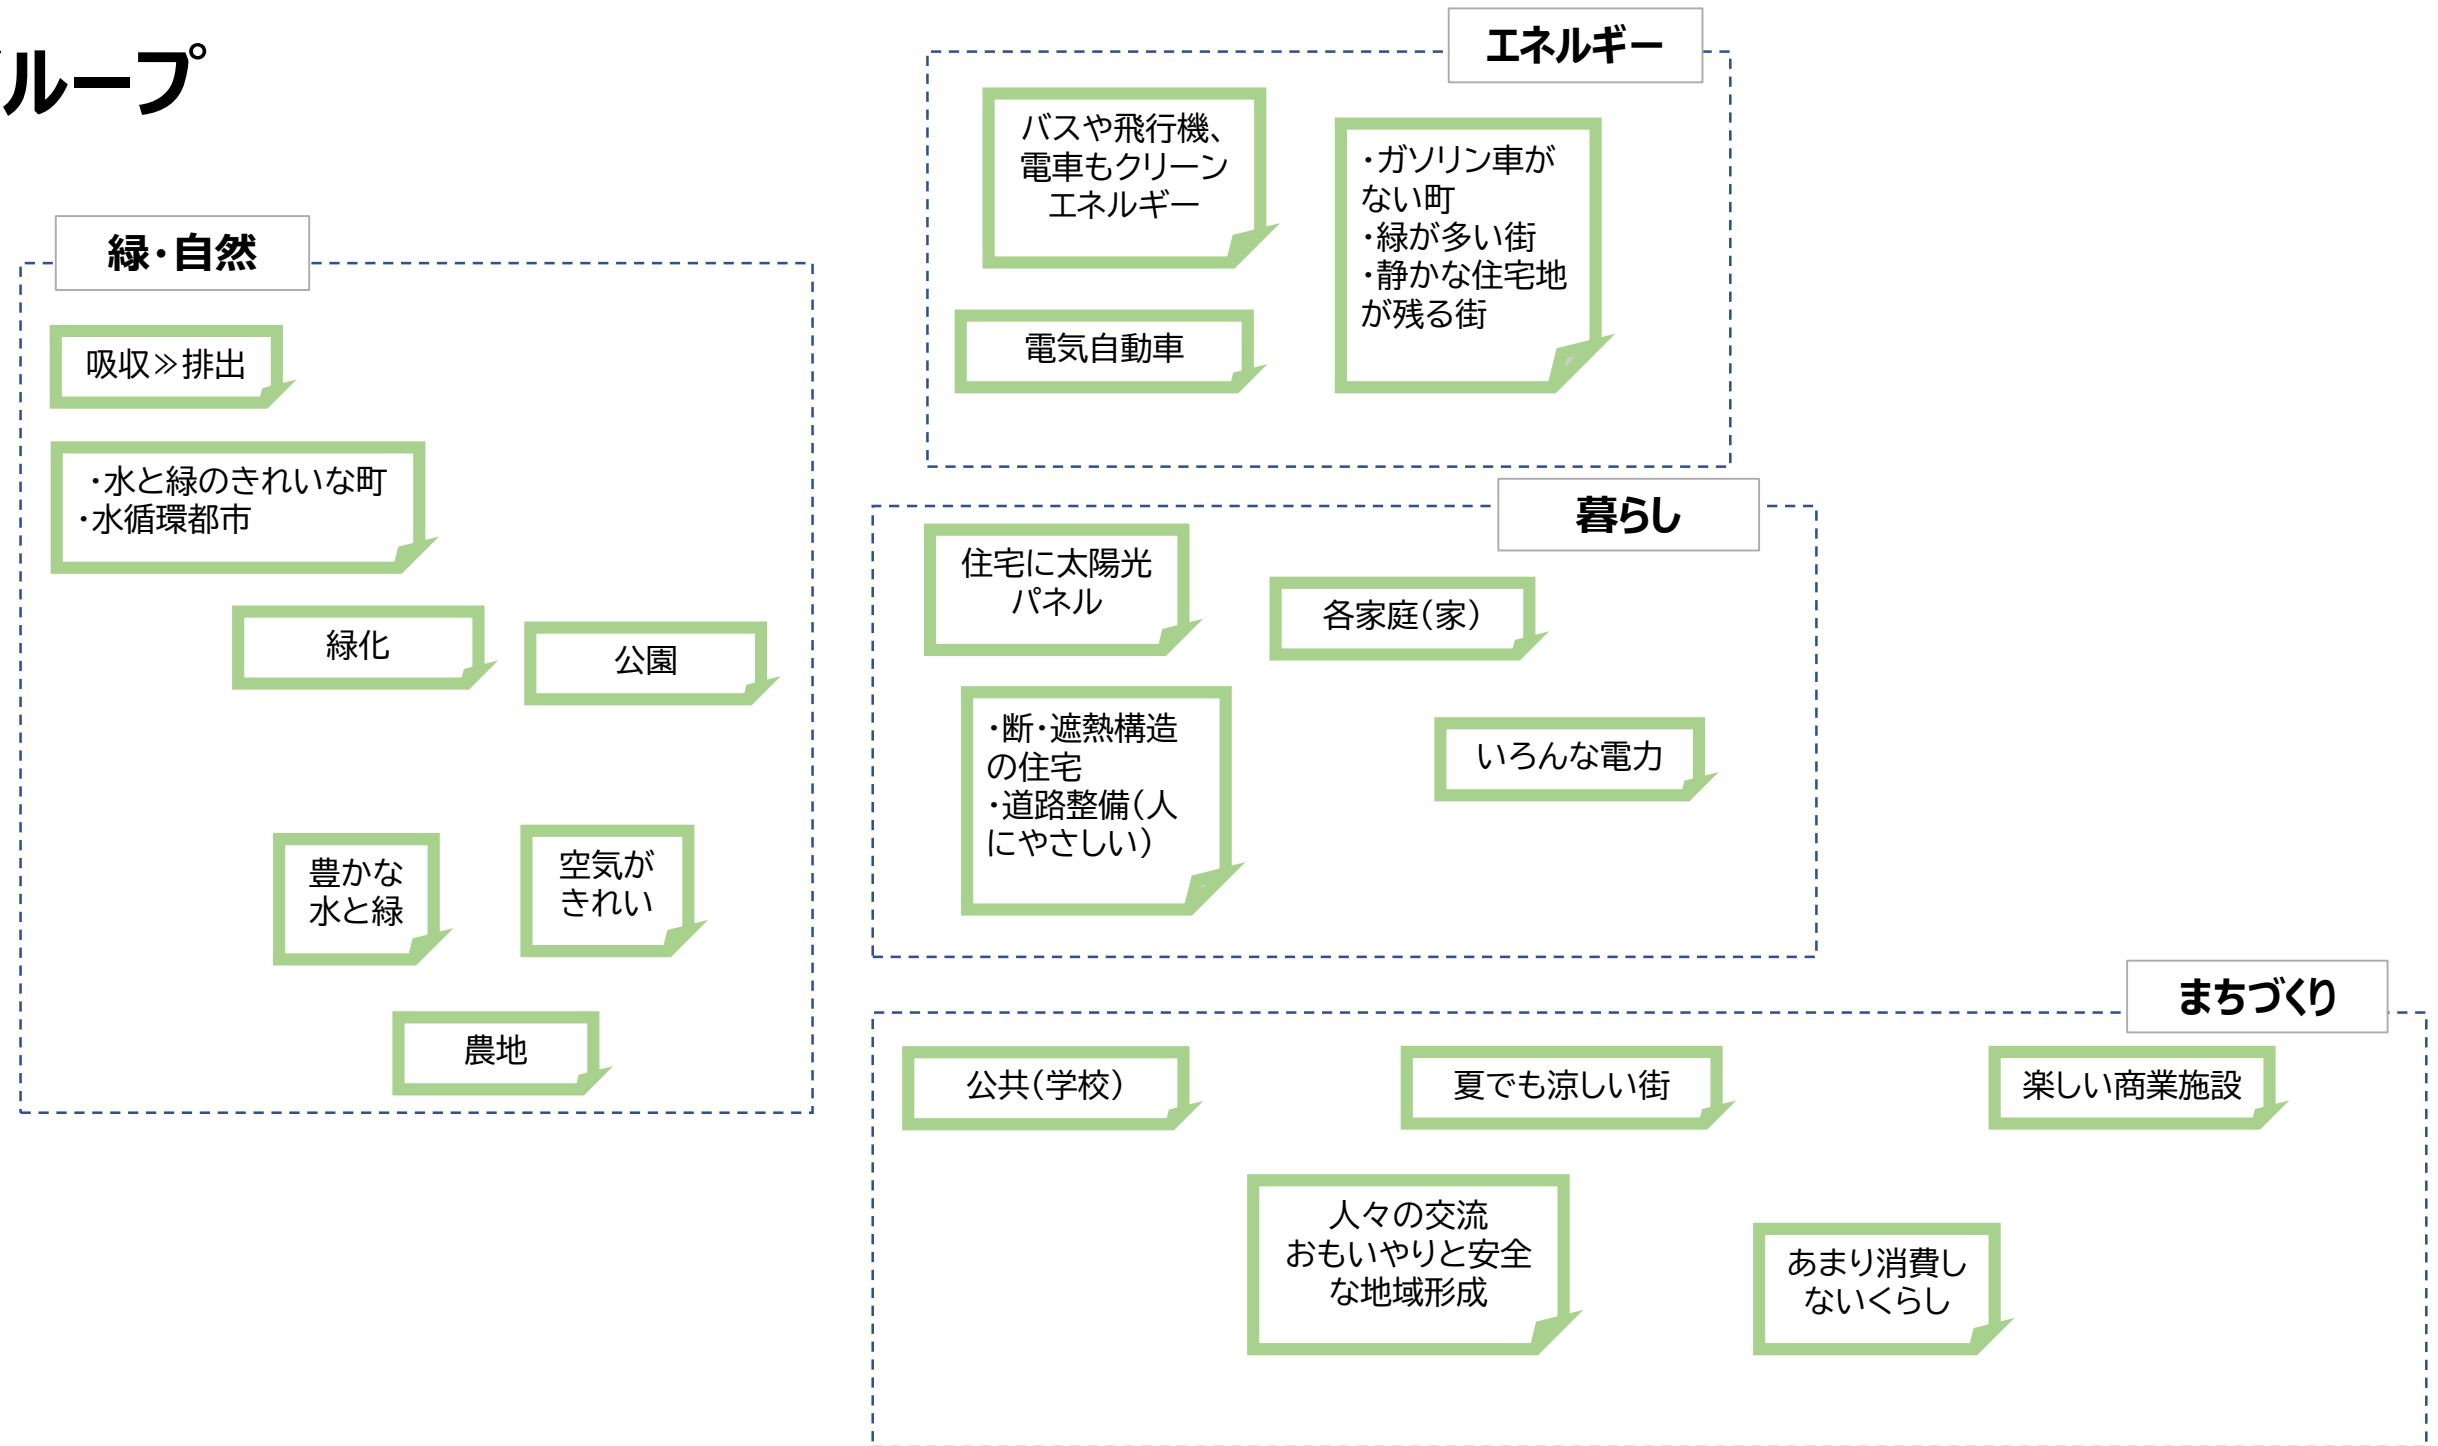 ループ
緑・自然
吸収≫排出
・水と緑のきれいな町
・水循環都市
緑化
公園
豊かな
水と緑
空気が
きれい
農地
エネルギー
バスや飛行機、
電車もクリーン
エネルギー
・ガソリン車が
ない町
・緑が多い街
・静かな住宅地
が残る街
電気自動車
暮らし
住宅に太陽光
パネル
各家庭（家）
・断・遮熱構造
の住宅
・道路整備（人
にやさしい）
いろんな電力
まちづくり
公共（学校）
夏でも涼しい街
楽しい商業施設
人々の交流
おもいやりと安全
な地域形成
あまり消費し
ないくらし